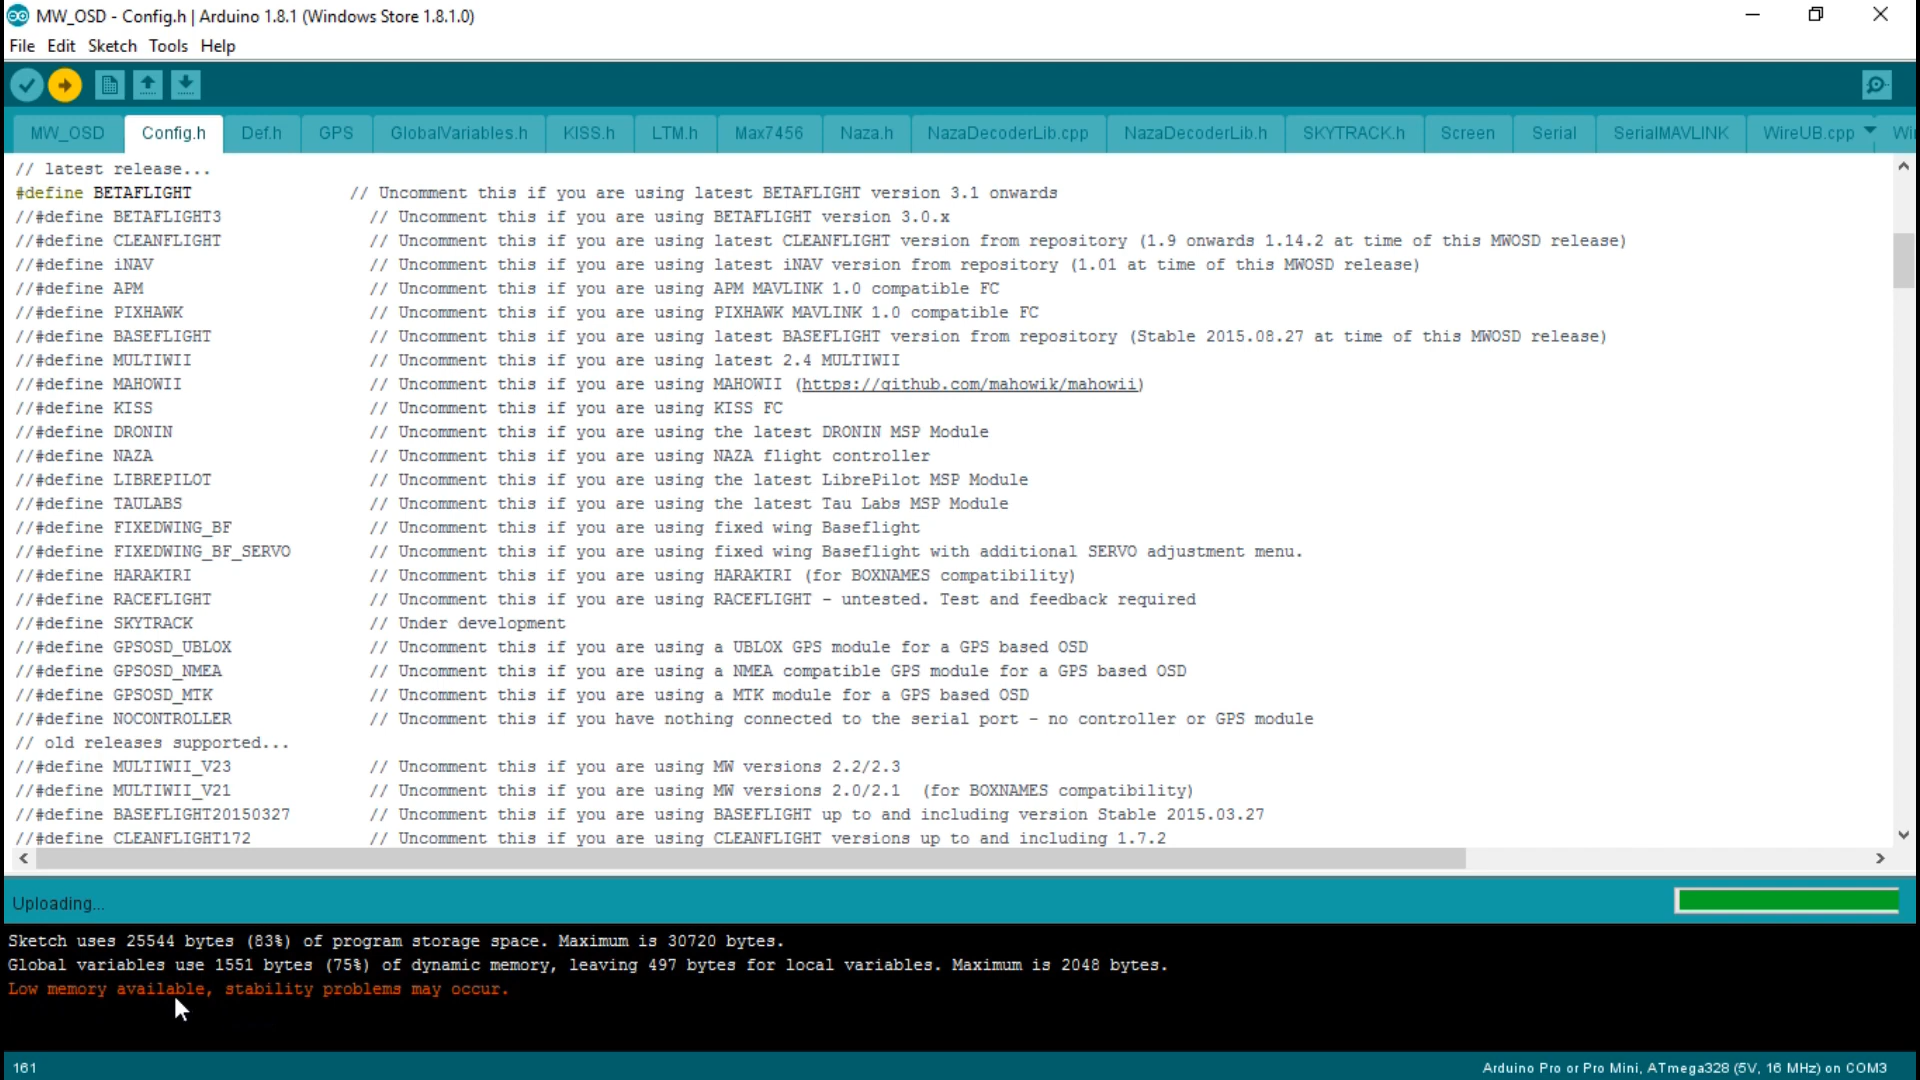 MW_OSD - Config.h | Arduino 1.8.1 (Windows Store 1.8.1.0)
File Edit Sketch Tools Help
MW_OSD Config.h Def.h GPS GlobalVariables.h KISS.h LTM.h Max7456 Naza.h NazaDecoderLib.cpp NazaDecoderLib.h SKYTRACK.h Screen Serial SerialMAVLINK WireUB.cpp
// latest release...
#define BETAFLIGHT // Uncomment this if you are using latest BETAFLIGHT version 3.1 onwards
//#define BETAFLIGHT3 // Uncomment this if you are using BETAFLIGHT version 3.0.x
//#define CLEANFLIGHT // Uncomment this if you are using latest CLEANFLIGHT version from repository (1.9 onwards 1.14.2 at time of this MWOSD release)
//#define iNAV // Uncomment this if you are using latest iNAV version from repository (1.01 at time of this MWOSD release)
//#define APM // Uncomment this if you are using APM MAVLINK 1.0 compatible FC
//#define PIXHAWK // Uncomment this if you are using PIXHAWK MAVLINK 1.0 compatible FC
//#define BASEFLIGHT // Uncomment this if you are using latest BASEFLIGHT version from repository (Stable 2015.08.27 at time of this MWOSD release)
//#define MULTIWII // Uncomment this if you are using latest 2.4 MULTIWII
//#define MAHOWII // Uncomment this if you are using MAHOWII (https://github.com/mahowik/mahowii)
//#define KISS // Uncomment this if you are using KISS FC
//#define DRONIN // Uncomment this if you are using the latest DRONIN MSP Module
//#define NAZA // Uncomment this if you are using NAZA flight controller
//#define LIBREPILOT // Uncomment this if you are using the latest LibrePilot MSP Module
//#define TAULABS // Uncomment this if you are using the latest Tau Labs MSP Module
//#define FIXEDWING_BF // Uncomment this if you are using fixed wing Baseflight
//#define FIXEDWING_BF_SERVO // Uncomment this if you are using fixed wing Baseflight with additional SERVO adjustment menu.
//#define HARAKIRI // Uncomment this if you are using HARAKIRI (for BOXNAMES compatibility)
//#define RACEFLIGHT // Uncomment this if you are using RACEFLIGHT - untested. Test and feedback required
//#define SKYTRACK // Under development
//#define GPSOSD_UBLOX // Uncomment this if you are using a UBLOX GPS module for a GPS based OSD
//#define GPSOSD_NMEA // Uncomment this if you are using a NMEA compatible GPS module for a GPS based OSD
//#define GPSOSD_MTK // Uncomment this if you are using a MTK module for a GPS based OSD
//#define NOCONTROLLER // Uncomment this if you have nothing connected to the serial port - no controller or GPS module
// old releases supported...
//#define MULTIWII_V23 // Uncomment this if you are using MW versions 2.2/2.3
//#define MULTIWII_V21 // Uncomment this if you are using MW versions 2.0/2.1 (for BOXNAMES compatibility)
//#define BASEFLIGHT20150327 // Uncomment this if you are using BASEFLIGHT up to and including version Stable 2015.03.27
//#define CLEANFLIGHT172 // Uncomment this if you are using CLEANFLIGHT versions up to and including 1.7.2
Uploading...
Sketch uses 25544 bytes (83%) of program storage space. Maximum is 30720 bytes.
Global variables use 1551 bytes (75%) of dynamic memory, leaving 497 bytes for local variables. Maximum is 2048 bytes.
Low memory available, stability problems may occur.
161 Arduino Pro or Pro Mini, ATmega328 (5V, 16 MHz) on COM3